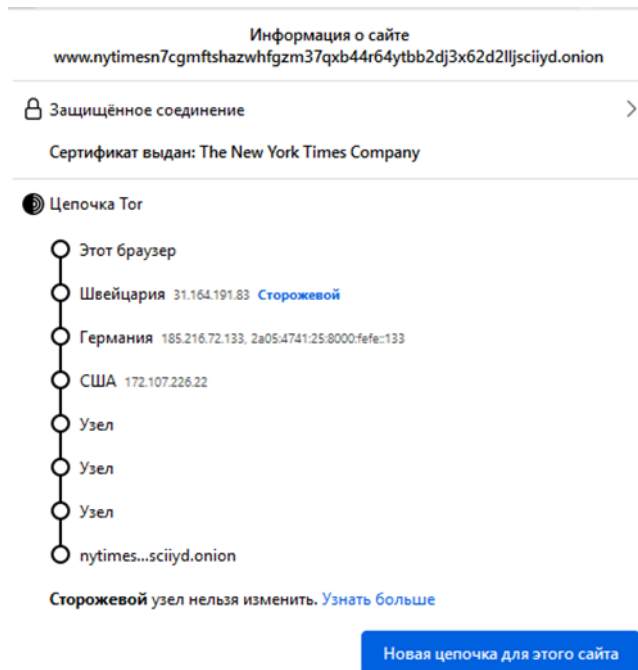 Информация о сайте
www.nytimesn7cgmftshazwhfgzm37qxb44r64ytbb2dj3x62d2lljsciiyd.onion
Защищённое соединение
Сертификат выдан: The New York Times Company
Цепочка Tor
Этот браузер
Швейцария 31.164.191.83 Сторожевой
Германия 185.216.72.133, 2a05:4741:25:8000:fefe::133
США 172.107.226.22
Узел
Узел
Узел
nytimes...sciiyd.onion
Сторожевой узел нельзя изменить. Узнать больше
Новая цепочка для этого сайта